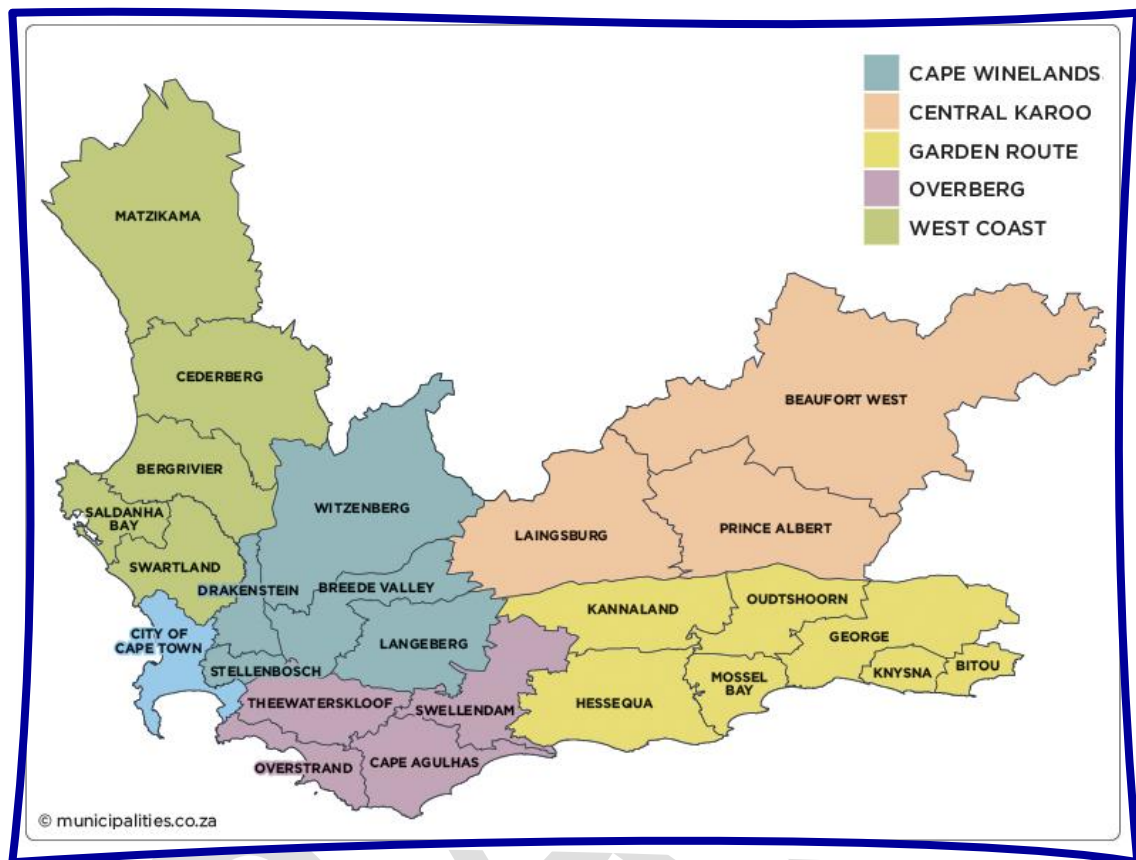 CAPE WINELANDS
CENTRAL KAROO
GARDEN ROUTE
OVERBERG
WEST COAST
MATZIKAMA
CEDERBERG
BEAUFORT WEST
BERGRIVIER
WITZENBERG
SALDANHA
BAY
LAINGSBURG
PRINCE ALBERT
SWARTLAND
DRAKENSTEIN
BREEDE VALLEY
KANNALAND
OUDTSHOORN
CITY OF
CAPE TOWN
LANGEBERG
GEORGE
STELLENBOSCH
KNYSNA
BITOU
MOSSEL
BAY
THEEWATERSKLOOF
SWELLENDAM
HESSEQUA
OVERSTRAND
CAPE AGULHAS
© municipalities.co.za